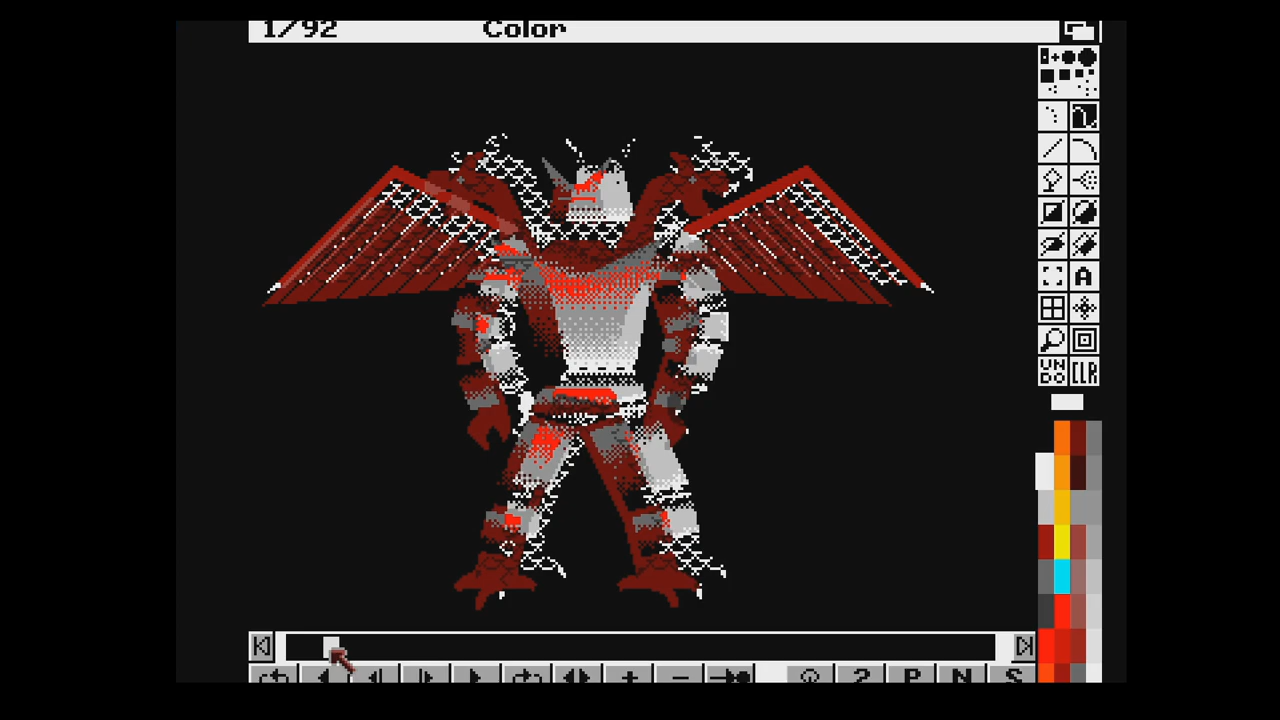 1/92 Color
A
UN
DO CLR
+ − ? P N S